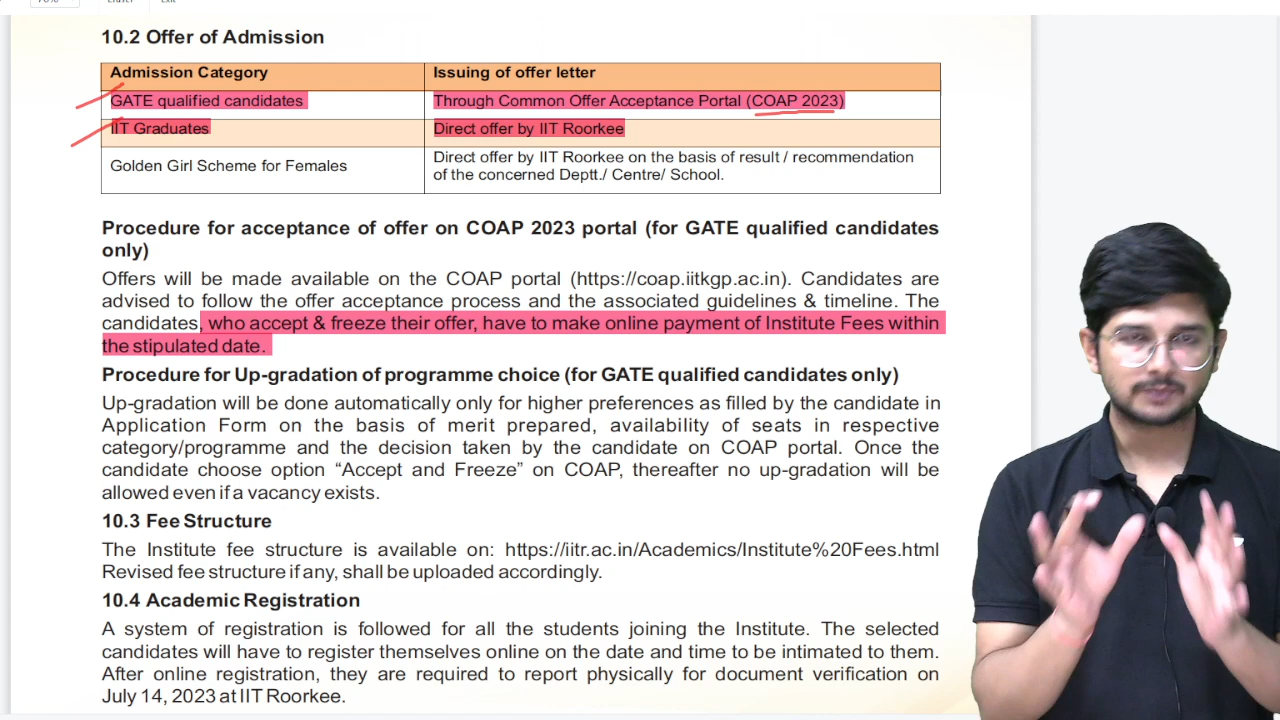 10.2 Offer of Admission
Admission Category Issuing of offer letter
GATE qualified candidates Through Common Offer Acceptance Portal (COAP 2023)
IIT Graduates Direct offer by IIT Roorkee
Golden Girl Scheme for Females Direct offer by IIT Roorkee on the basis of result / recommendation
of the concerned Deptt./ Centre/ School.
Procedure for acceptance of offer on COAP 2023 portal (for GATE qualified candidates
only)
Offers will be made available on the COAP portal (https://coap.iitkgp.ac.in). Candidates are
advised to follow the offer acceptance process and the associated guidelines & timeline. The
candidates, who accept & freeze their offer, have to make online payment of Institute Fees within
the stipulated date.
Procedure for Up-gradation of programme choice (for GATE qualified candidates only)
Up-gradation will be done automatically only for higher preferences as filled by the candidate in
Application Form on the basis of merit prepared, availability of seats in respective
category/programme and the decision taken by the candidate on COAP portal. Once the
candidate choose option “Accept and Freeze” on COAP, thereafter no up-gradation will be
allowed even if a vacancy exists.
10.3 Fee Structure
The Institute fee structure is available on: https://iitr.ac.in/Academics/Institute%20Fees.html
Revised fee structure if any, shall be uploaded accordingly.
10.4 Academic Registration
A system of registration is followed for all the students joining the Institute. The selected
candidates will have to register themselves online on the date and time to be intimated to them.
After online registration, they are required to report physically for document verification on
July 14, 2023 at IIT Roorkee.